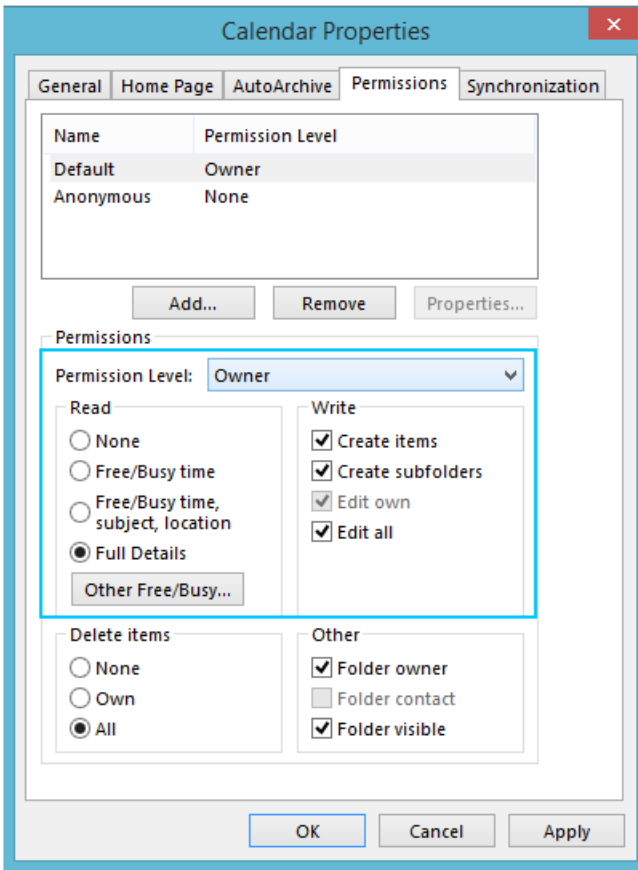 Calendar Properties
General Home Page AutoArchive Permissions Synchronization
Name Permission Level
Default Owner
Anonymous None
Add... Remove Properties...
Permissions
Permission Level: Owner
Read
None
Free/Busy time
Free/Busy time,
subject, location
Full Details
Other Free/Busy...
Write
Create items
Create subfolders
Edit own
Edit all
Delete items
None
Own
All
Other
Folder owner
Folder contact
Folder visible
OK Cancel Apply